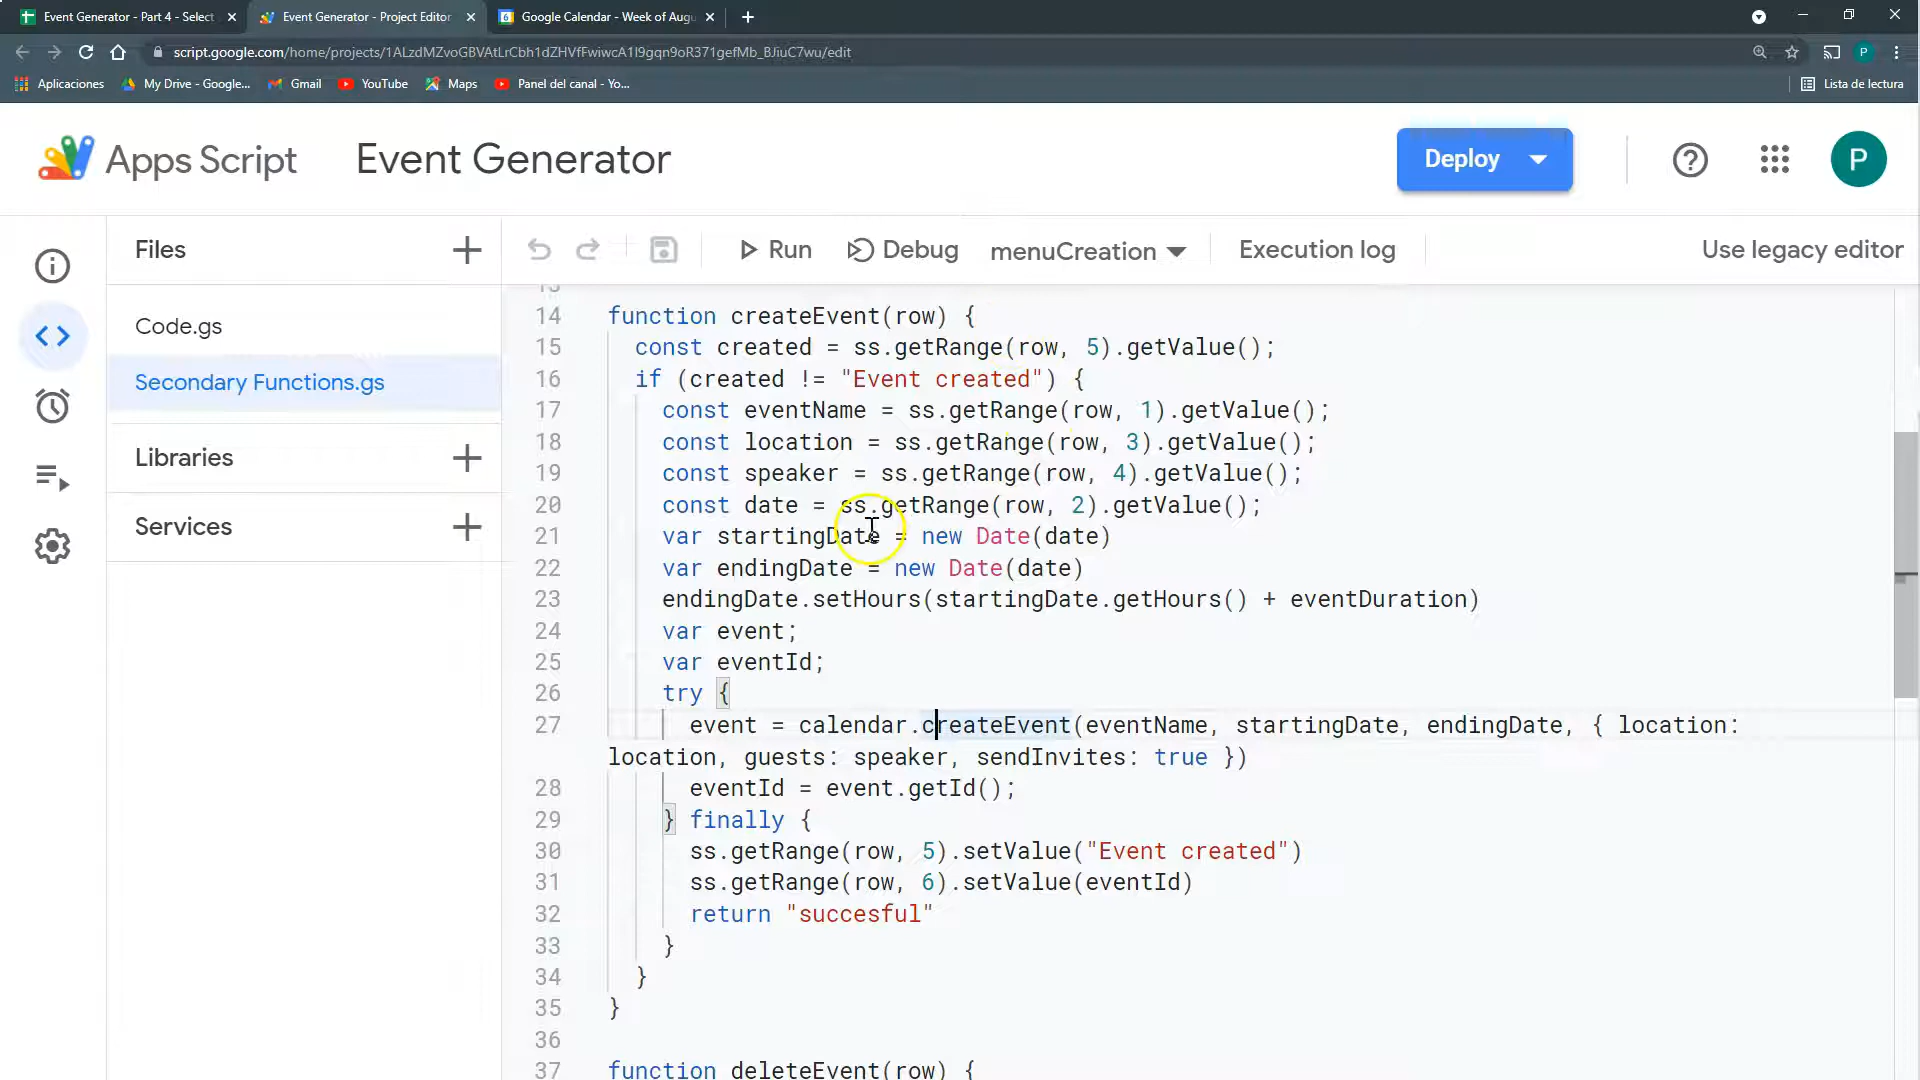 Event Generator - Part 4 - Select
Event Generator - Project Editor
Google Calendar - Week of Augu
script.google.com/home/projects/1ALzdMZvoGBVAtLrCbh1dZHVfFwiwcA1I9gqn9oR371gefMb_BJiuC7wu/edit
P
Aplicaciones
My Drive - Google...
Gmail
YouTube
Maps
Panel del canal - Yo...
Lista de lectura
Apps Script
Event Generator
Deploy
P
Files
Run
Debug
menuCreation
Execution log
Use legacy editor
Code.gs
Secondary Functions.gs
Libraries
Services
13
14 function createEvent(row) {
15 const created = ss.getRange(row, 5).getValue();
16 if (created != "Event created") {
17 const eventName = ss.getRange(row, 1).getValue();
18 const location = ss.getRange(row, 3).getValue();
19 const speaker = ss.getRange(row, 4).getValue();
20 const date = ss.getRange(row, 2).getValue();
21 var startingDate = new Date(date)
22 var endingDate = new Date(date)
23 endingDate.setHours(startingDate.getHours() + eventDuration)
24 var event;
25 var eventId;
26 try {
27 event = calendar.createEvent(eventName, startingDate, endingDate, { location:
location, guests: speaker, sendInvites: true })
28 eventId = event.getId();
29 } finally {
30 ss.getRange(row, 5).setValue("Event created")
31 ss.getRange(row, 6).setValue(eventId)
32 return "succesful"
33 }
34 }
35 }
36
37 function deleteEvent(row) {